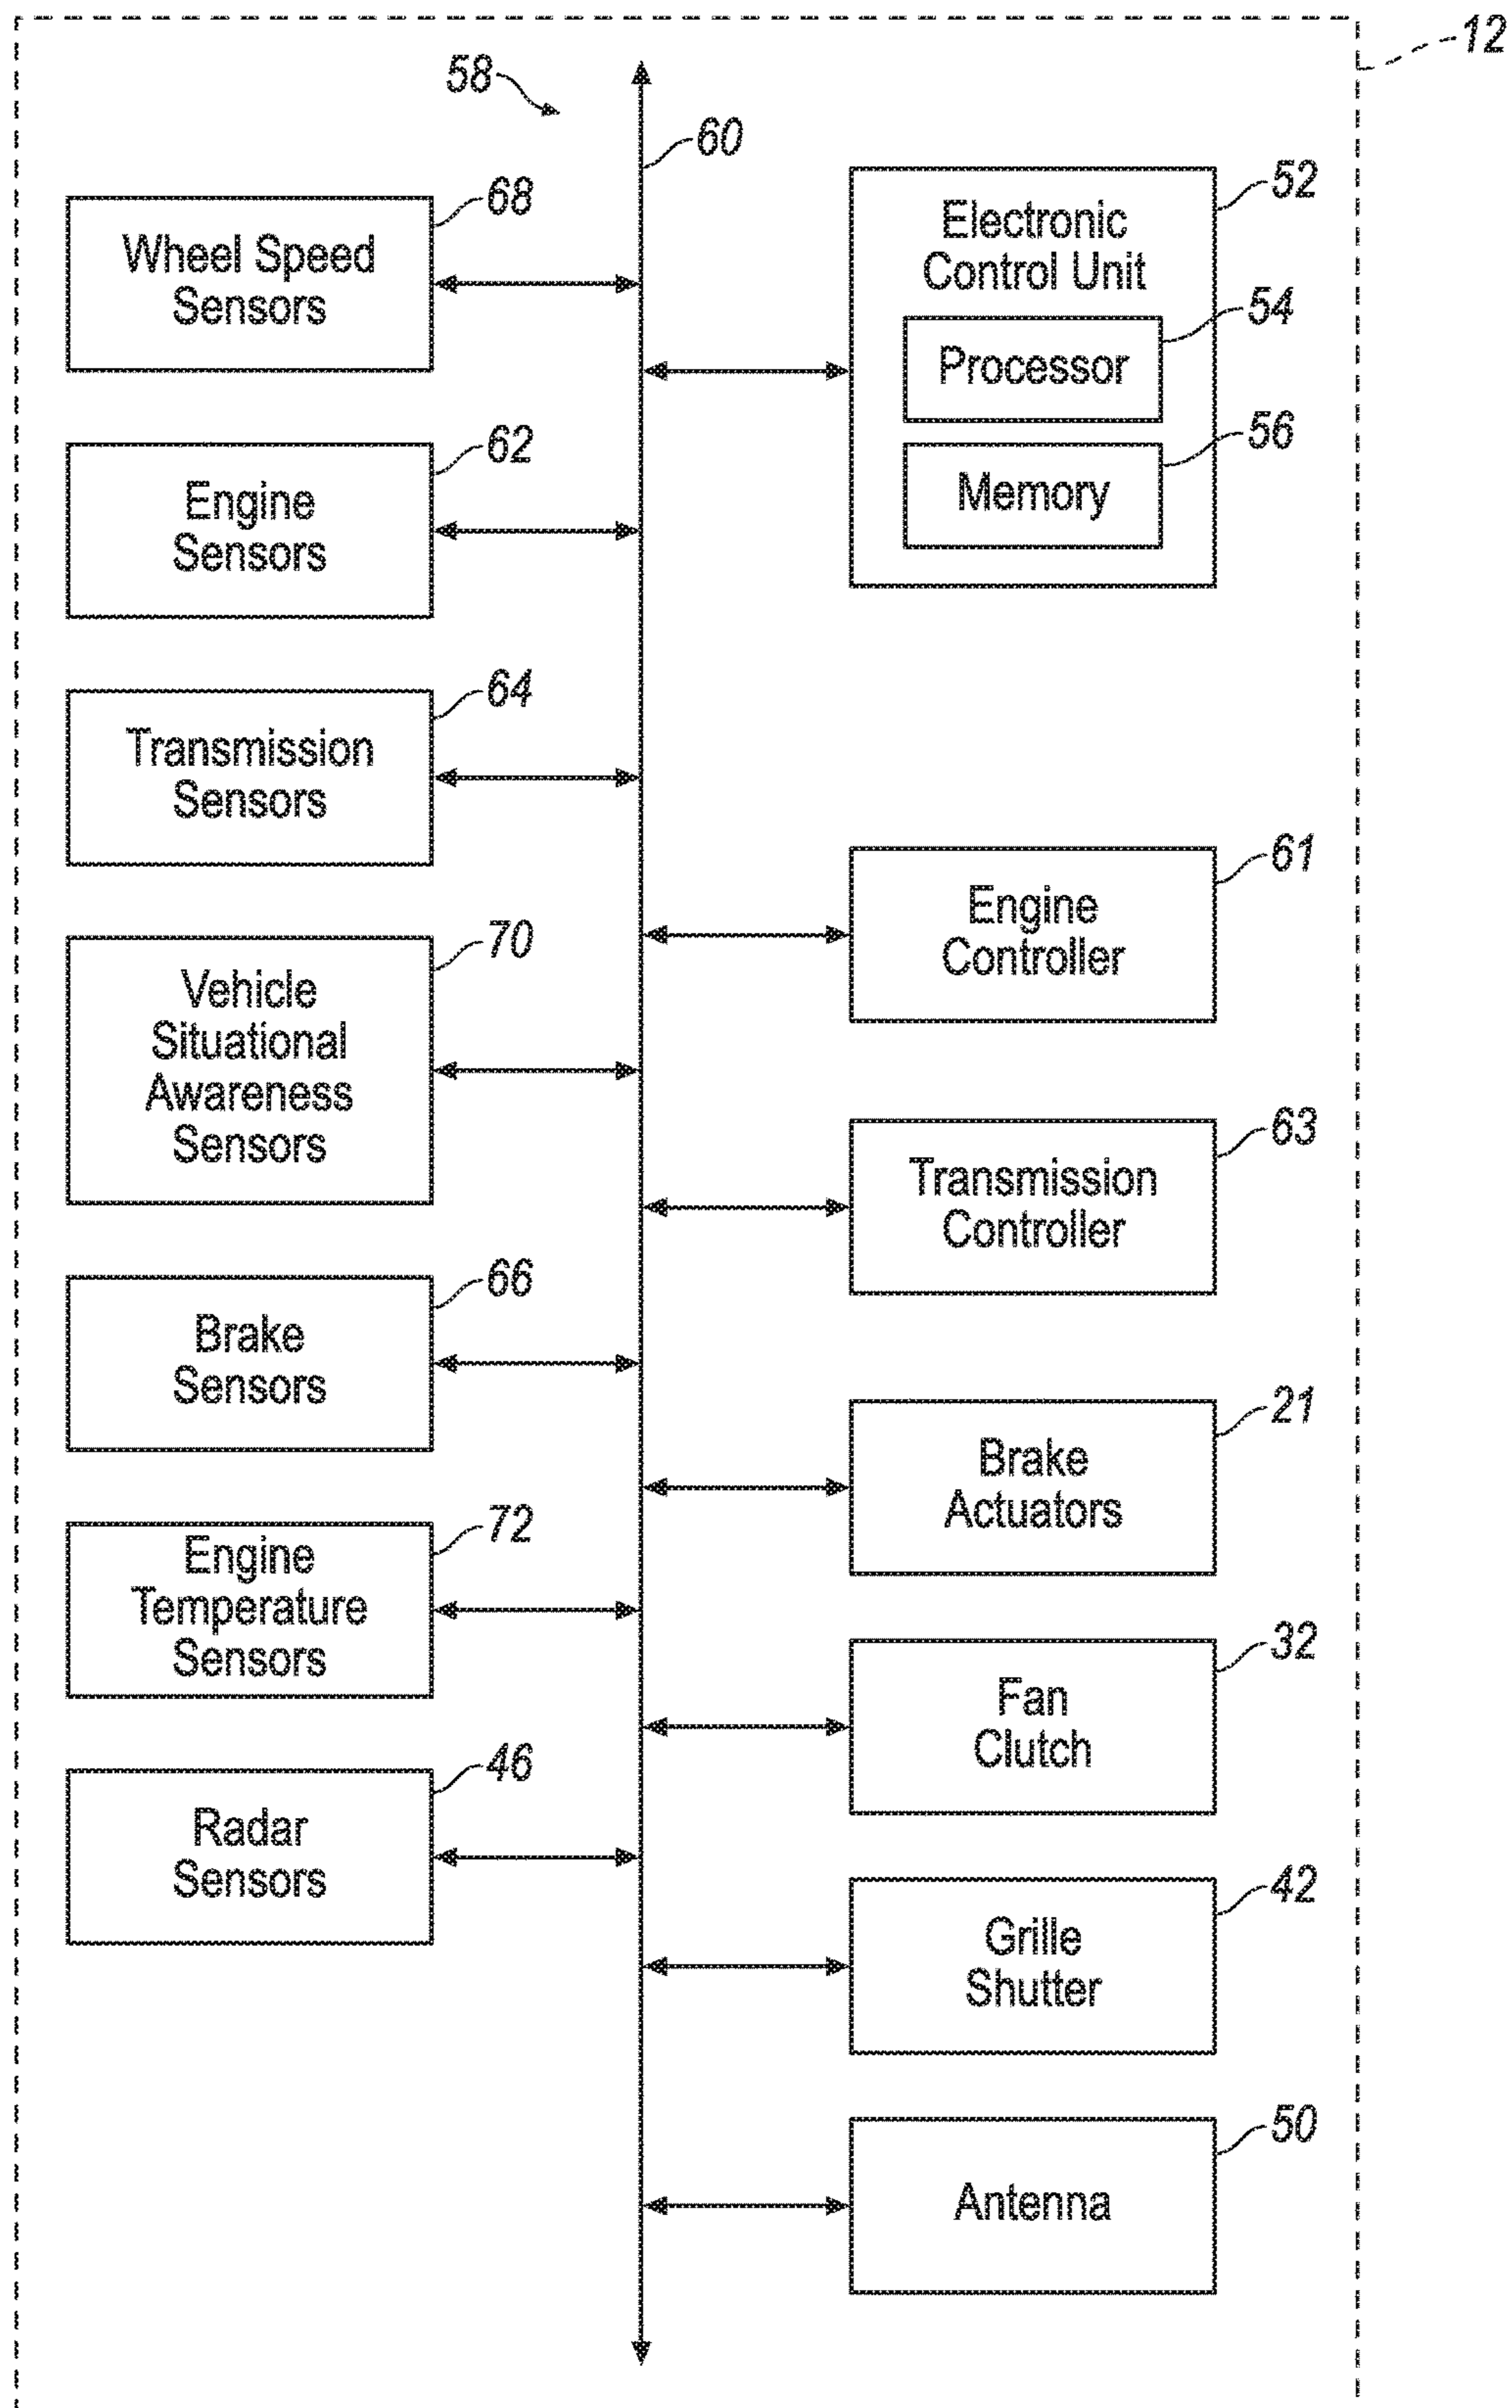 12
58
60
68
Wheel Speed
Sensors
52
Electronic
Control Unit
54
Processor
56
Memory
62
Engine
Sensors
64
Transmission
Sensors
61
Engine
Controller
70
Vehicle
Situational
Awareness
Sensors
63
Transmission
Controller
66
Brake
Sensors
21
Brake
Actuators
72
Engine
Temperature
Sensors
32
Fan
Clutch
46
Radar
Sensors
42
Grille
Shutter
50
Antenna